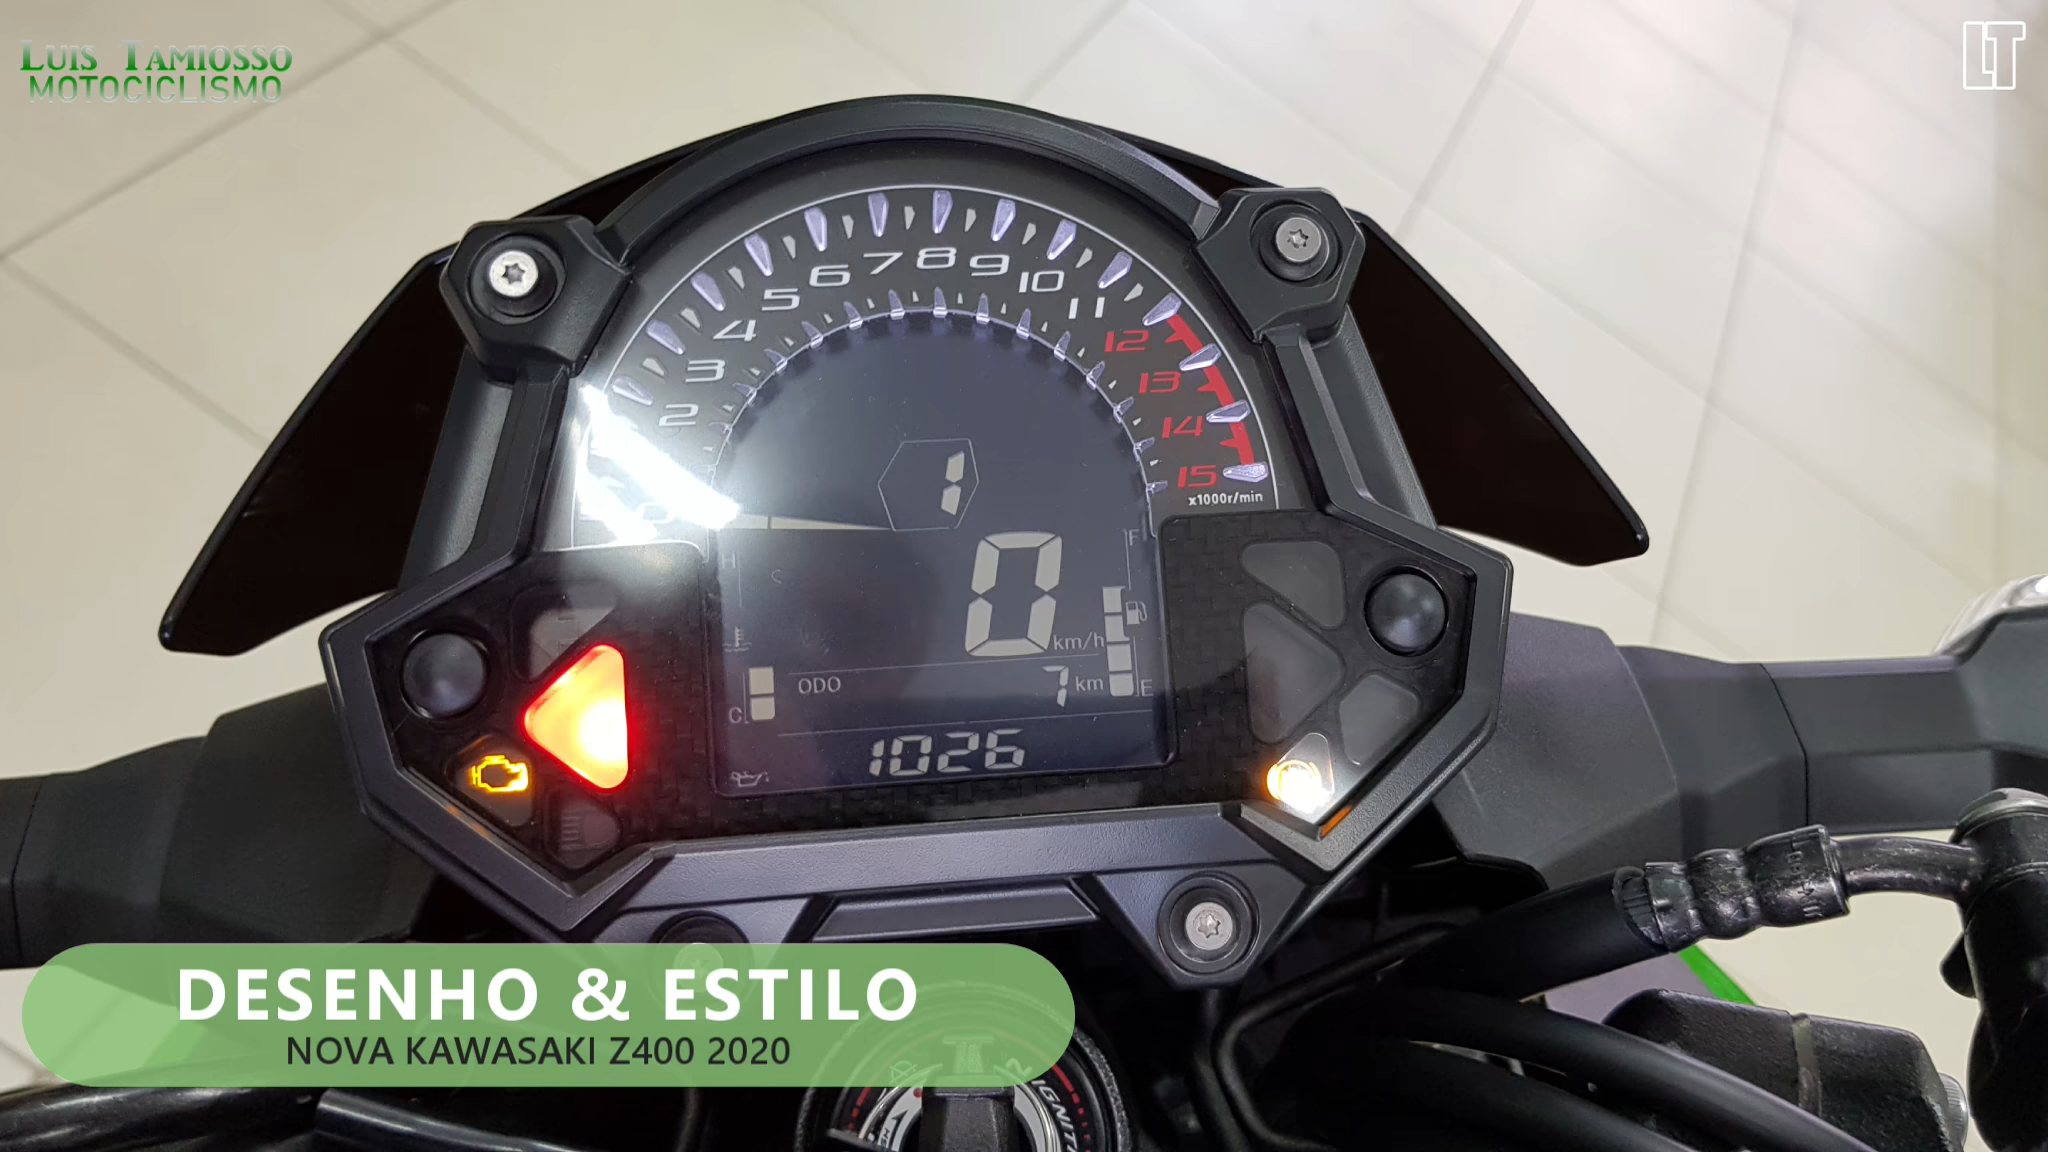 LUIS TAMIOSSO
MOTOCICLISMO
LT
2
3
4
5
6
7
8
9
10
11
12
13
14
15
x1000r/min
1
0
km/h
H
F
ODO
7 km
C
E
1026
DESENHO & ESTILO
NOVA KAWASAKI Z400 2020